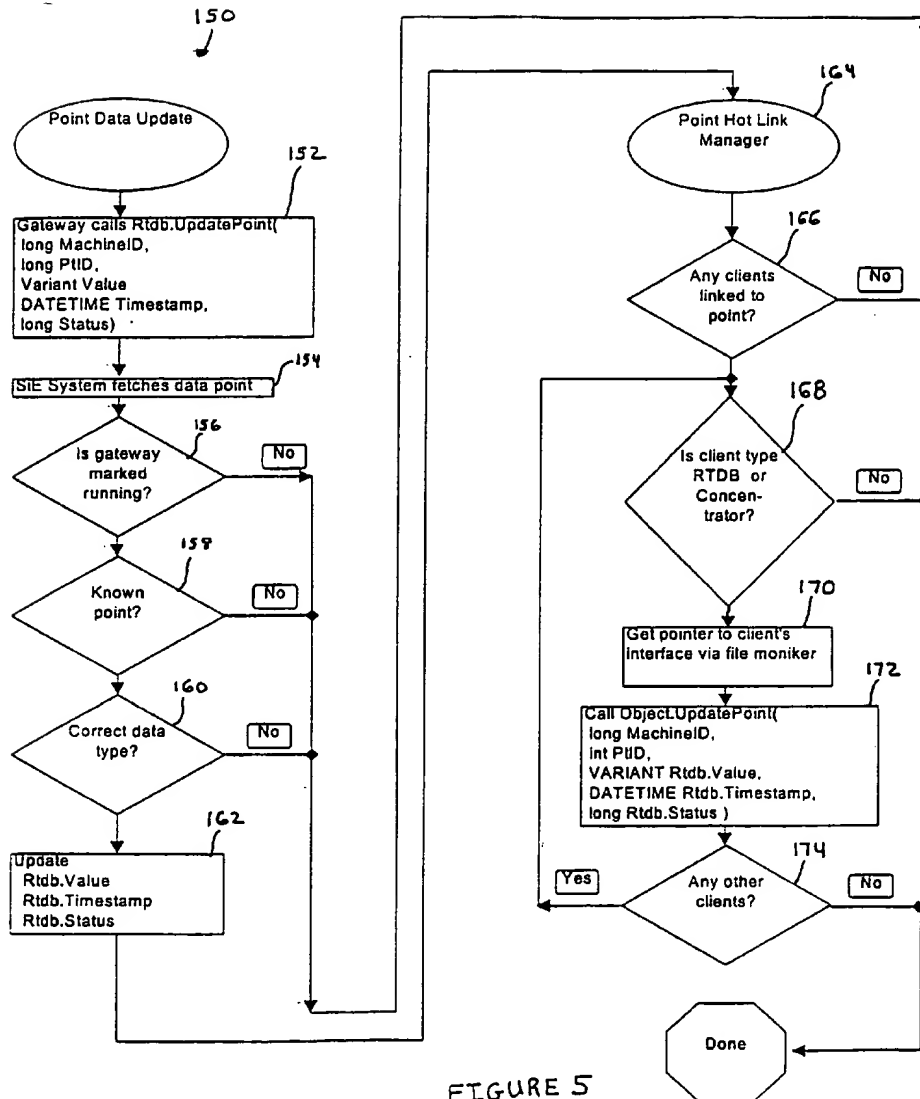 150
Point Data Update
152
Gateway calls Rtdb.UpdatePoint(
long MachineID,
long PtID,
Variant Value
DATETIME Timestamp,
long Status)
154
SiE System fetches data point
156
Is gateway
marked
running?
No
158
Known
point?
No
160
Correct data
type?
No
162
Update
Rtdb.Value
Rtdb.Timestamp
Rtdb.Status
164
Point Hot Link
Manager
166
Any clients
linked to
point?
No
168
Is client type
RTDB or
Concen-
trator?
No
170
Get pointer to client's
interface via file moniker
172
Call Object.UpdatePoint(
long MachineID,
int PtID,
VARIANT Rtdb.Value,
DATETIME Rtdb.Timestamp,
long Rtdb.Status )
174
Yes
Any other
clients?
No
Done
FIGURE 5